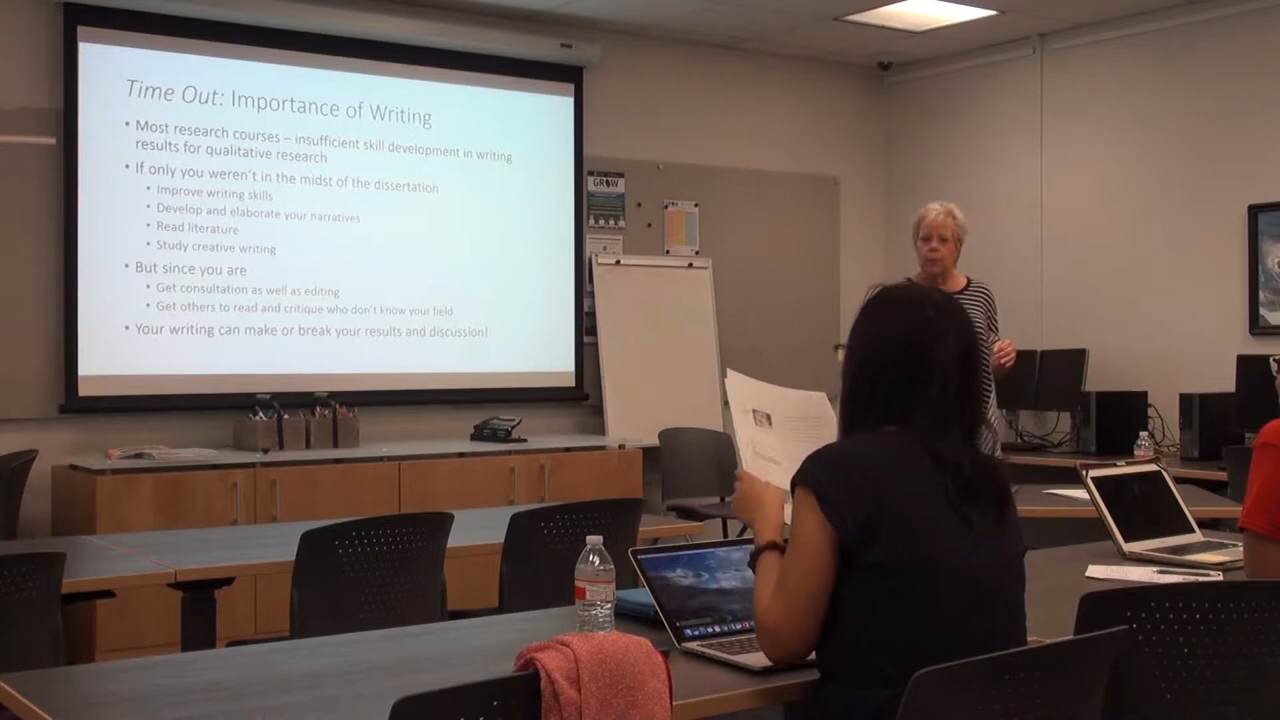 Time Out: Importance of Writing
• Most research courses – insufficient skill development in writing
results for qualitative research
• If only you weren't in the midst of the dissertation
• Improve writing skills
• Develop and elaborate your narratives
• Read literature
• Study creative writing
• But since you are
• Get consultation as well as editing
• Get others to read and critique who don't know your field
• Your writing can make or break your results and discussion!
GROW